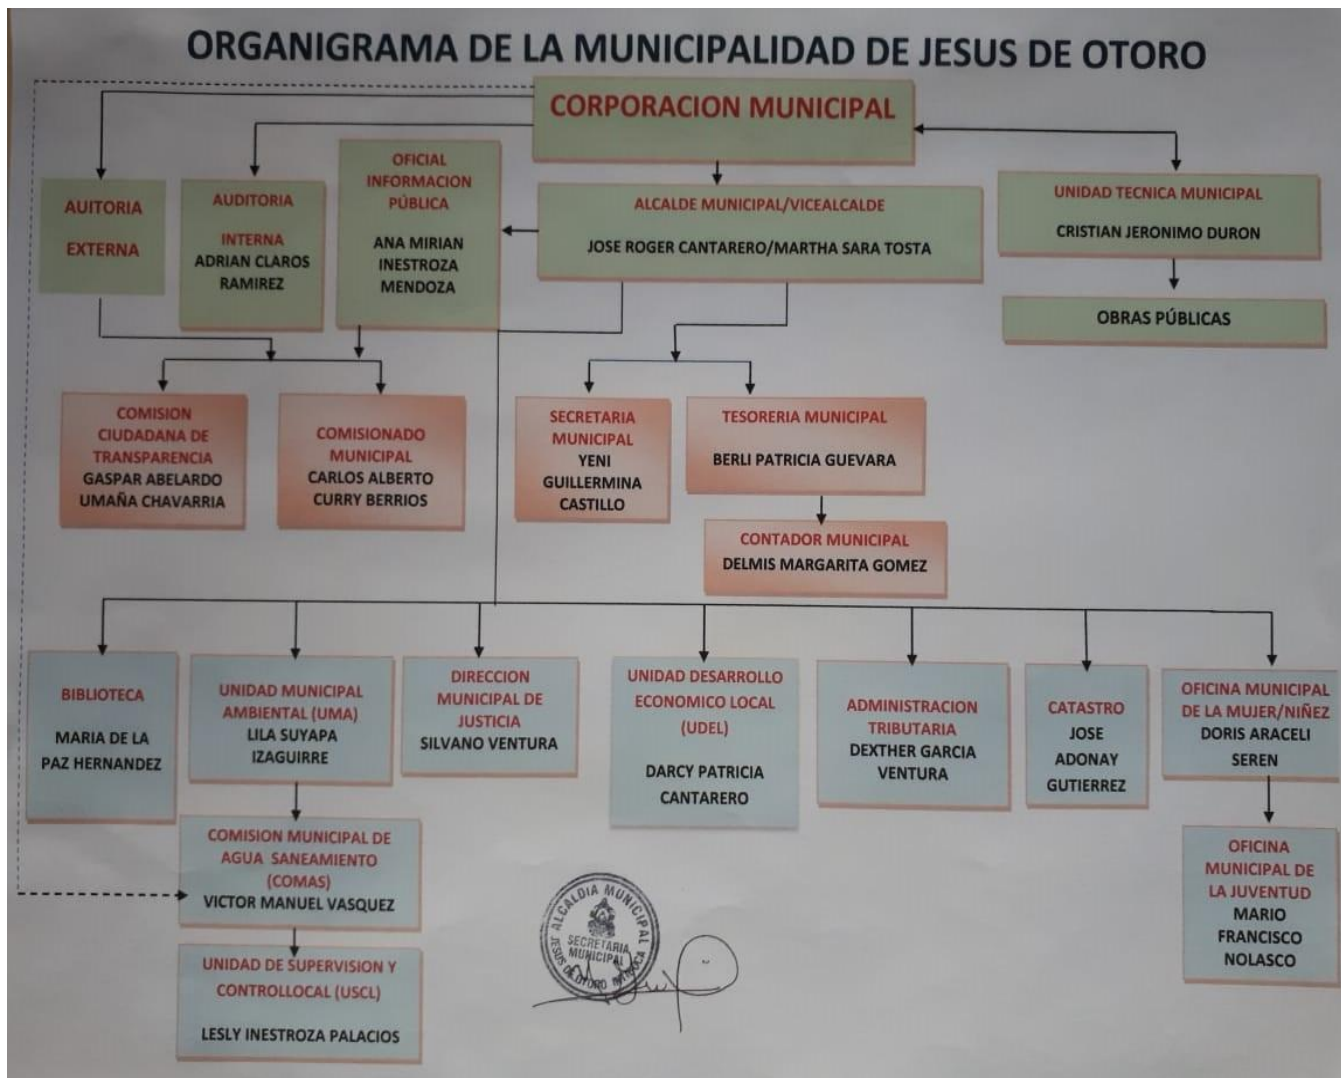 ORGANIGRAMA DE LA MUNICIPALIDAD DE JESUS DE OTORO
CORPORACION MUNICIPAL
AUITORIA
EXTERNA
AUDITORIA
INTERNA
ADRIAN CLAROS
RAMIREZ
OFICIAL
INFORMACION
PÚBLICA
ANA MIRIAN
INESTROZA
MENDOZA
ALCALDE MUNICIPAL/VICEALCALDE
JOSE ROGER CANTARERO/MARTHA SARA TOSTA
UNIDAD TECNICA MUNICIPAL
CRISTIAN JERONIMO DURON
OBRAS PÚBLICAS
COMISION
CIUDADANA DE
TRANSPARENCIA
GASPAR ABELARDO
UMAÑA CHAVARRIA
COMISIONADO
MUNICIPAL
CARLOS ALBERTO
CURRY BERRIOS
SECRETARIA
MUNICIPAL
YENI
GUILLERMINA
CASTILLO
TESORERIA MUNICIPAL
BERLI PATRICIA GUEVARA
CONTADOR MUNICIPAL
DELMIS MARGARITA GOMEZ
BIBLIOTECA
MARIA DE LA
PAZ HERNANDEZ
UNIDAD MUNICIPAL
AMBIENTAL (UMA)
LILA SUYAPA
IZAGUIRRE
DIRECCION
MUNICIPAL DE
JUSTICIA
SILVANO VENTURA
UNIDAD DESARROLLO
ECONOMICO LOCAL
(UDEL)
DARCY PATRICIA
CANTARERO
ADMINISTRACION
TRIBUTARIA
DEXTHER GARCIA
VENTURA
CATASTRO
JOSE
ADONAY
GUTIERREZ
OFICINA MUNICIPAL
DE LA MUJER/NIÑEZ
DORIS ARACELI
SEREN
COMISION MUNICIPAL DE
AGUA SANEAMIENTO
(COMAS)
VICTOR MANUEL VASQUEZ
UNIDAD DE SUPERVISION Y
CONTROLLOCAL (USCL)
LESLY INESTROZA PALACIOS
OFICINA
MUNICIPAL DE
LA JUVENTUD
MARIO
FRANCISCO
NOLASCO
ALCALDIA MUNICIPAL
SECRETARIA
MUNICIPAL
JESUS DE OTORO INTIBUCA